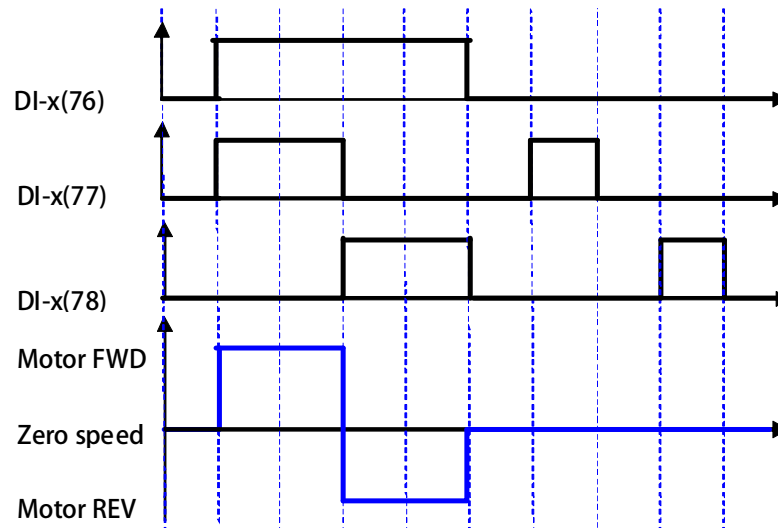 DI-x(76)
DI-x(77)
DI-x(78)
Motor FWD
Zero speed
Motor REV